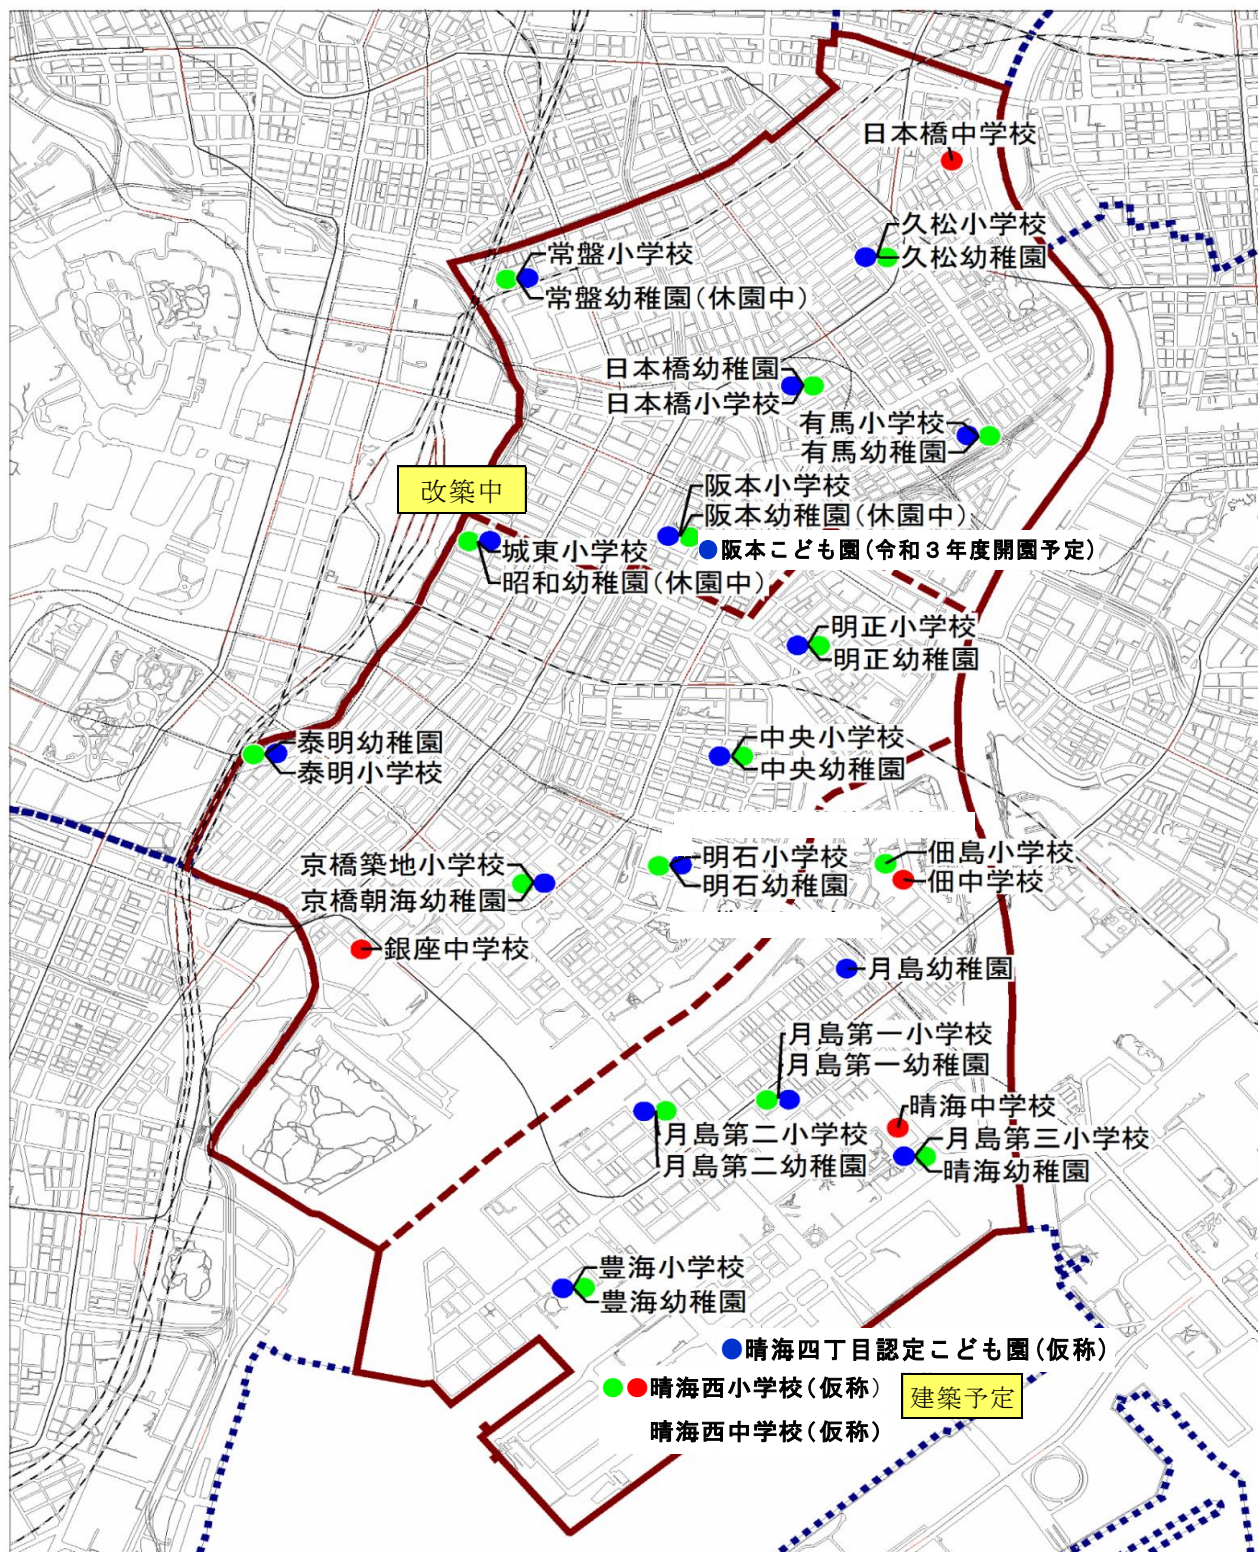 日本橋中学校
久松小学校
久松幼稚園
常盤小学校
常盤幼稚園(休園中)
日本橋幼稚園
日本橋小学校
有馬小学校
有馬幼稚園
改築中
阪本小学校
阪本幼稚園(休園中)
阪本こども園(令和３年度開園予定)
城東小学校
昭和幼稚園(休園中)
明正小学校
明正幼稚園
泰明幼稚園
泰明小学校
中央小学校
中央幼稚園
京橋築地小学校
京橋朝海幼稚園
明石小学校
明石幼稚園
佃島小学校
佃中学校
銀座中学校
月島幼稚園
月島第一小学校
月島第一幼稚園
晴海中学校
月島第二小学校
月島第二幼稚園
月島第三小学校
晴海幼稚園
豊海小学校
豊海幼稚園
晴海四丁目認定こども園(仮称)
晴海西小学校(仮称)
建築予定
晴海西中学校(仮称)